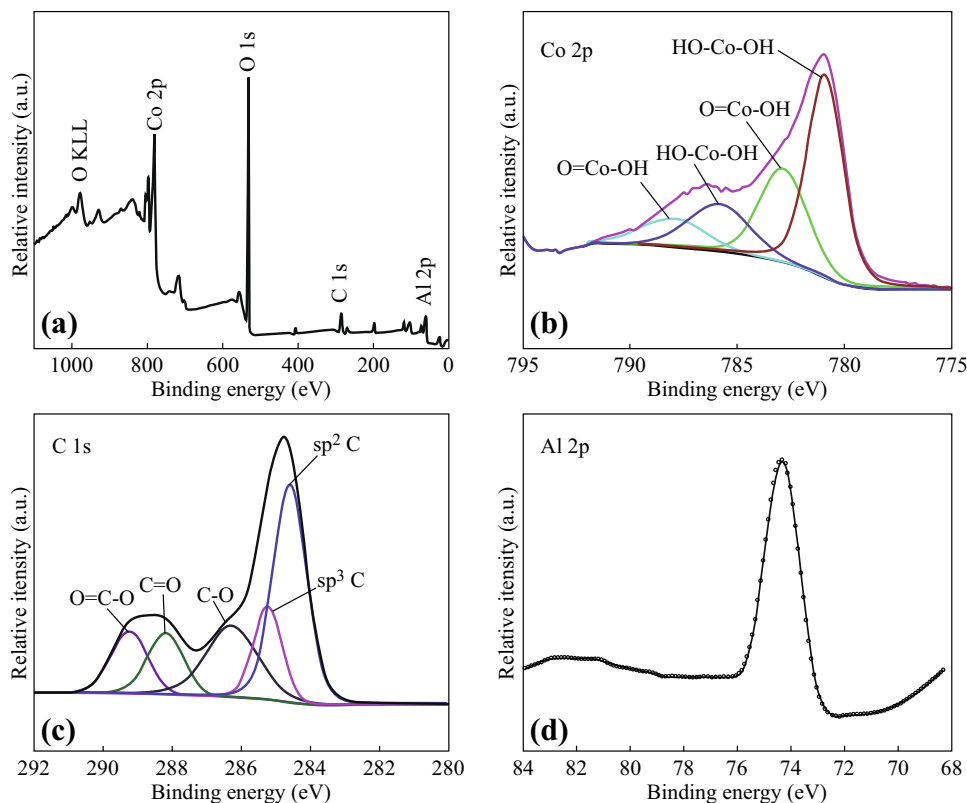 Relative intensity (a.u.)
O KLL
Co 2p
O 1s
C 1s
Al 2p
(a)
1000 800 600 400 200 0
Binding energy (eV)
Relative itensity (a.u.)
Co 2p
HO-Co-OH
O=Co-OH
HO-Co-OH
O=Co-OH
(b)
795 790 785 780 775
Binding energy (eV)
Relative itensity (a.u.)
C 1s
sp² C
sp³ C
C-O
C=O
O=C-O
(c)
292 290 288 286 284 282 280
Binding energy (eV)
Relative itensity (a.u.)
Al 2p
(d)
84 82 80 78 76 74 72 70 68
Binding energy (eV)